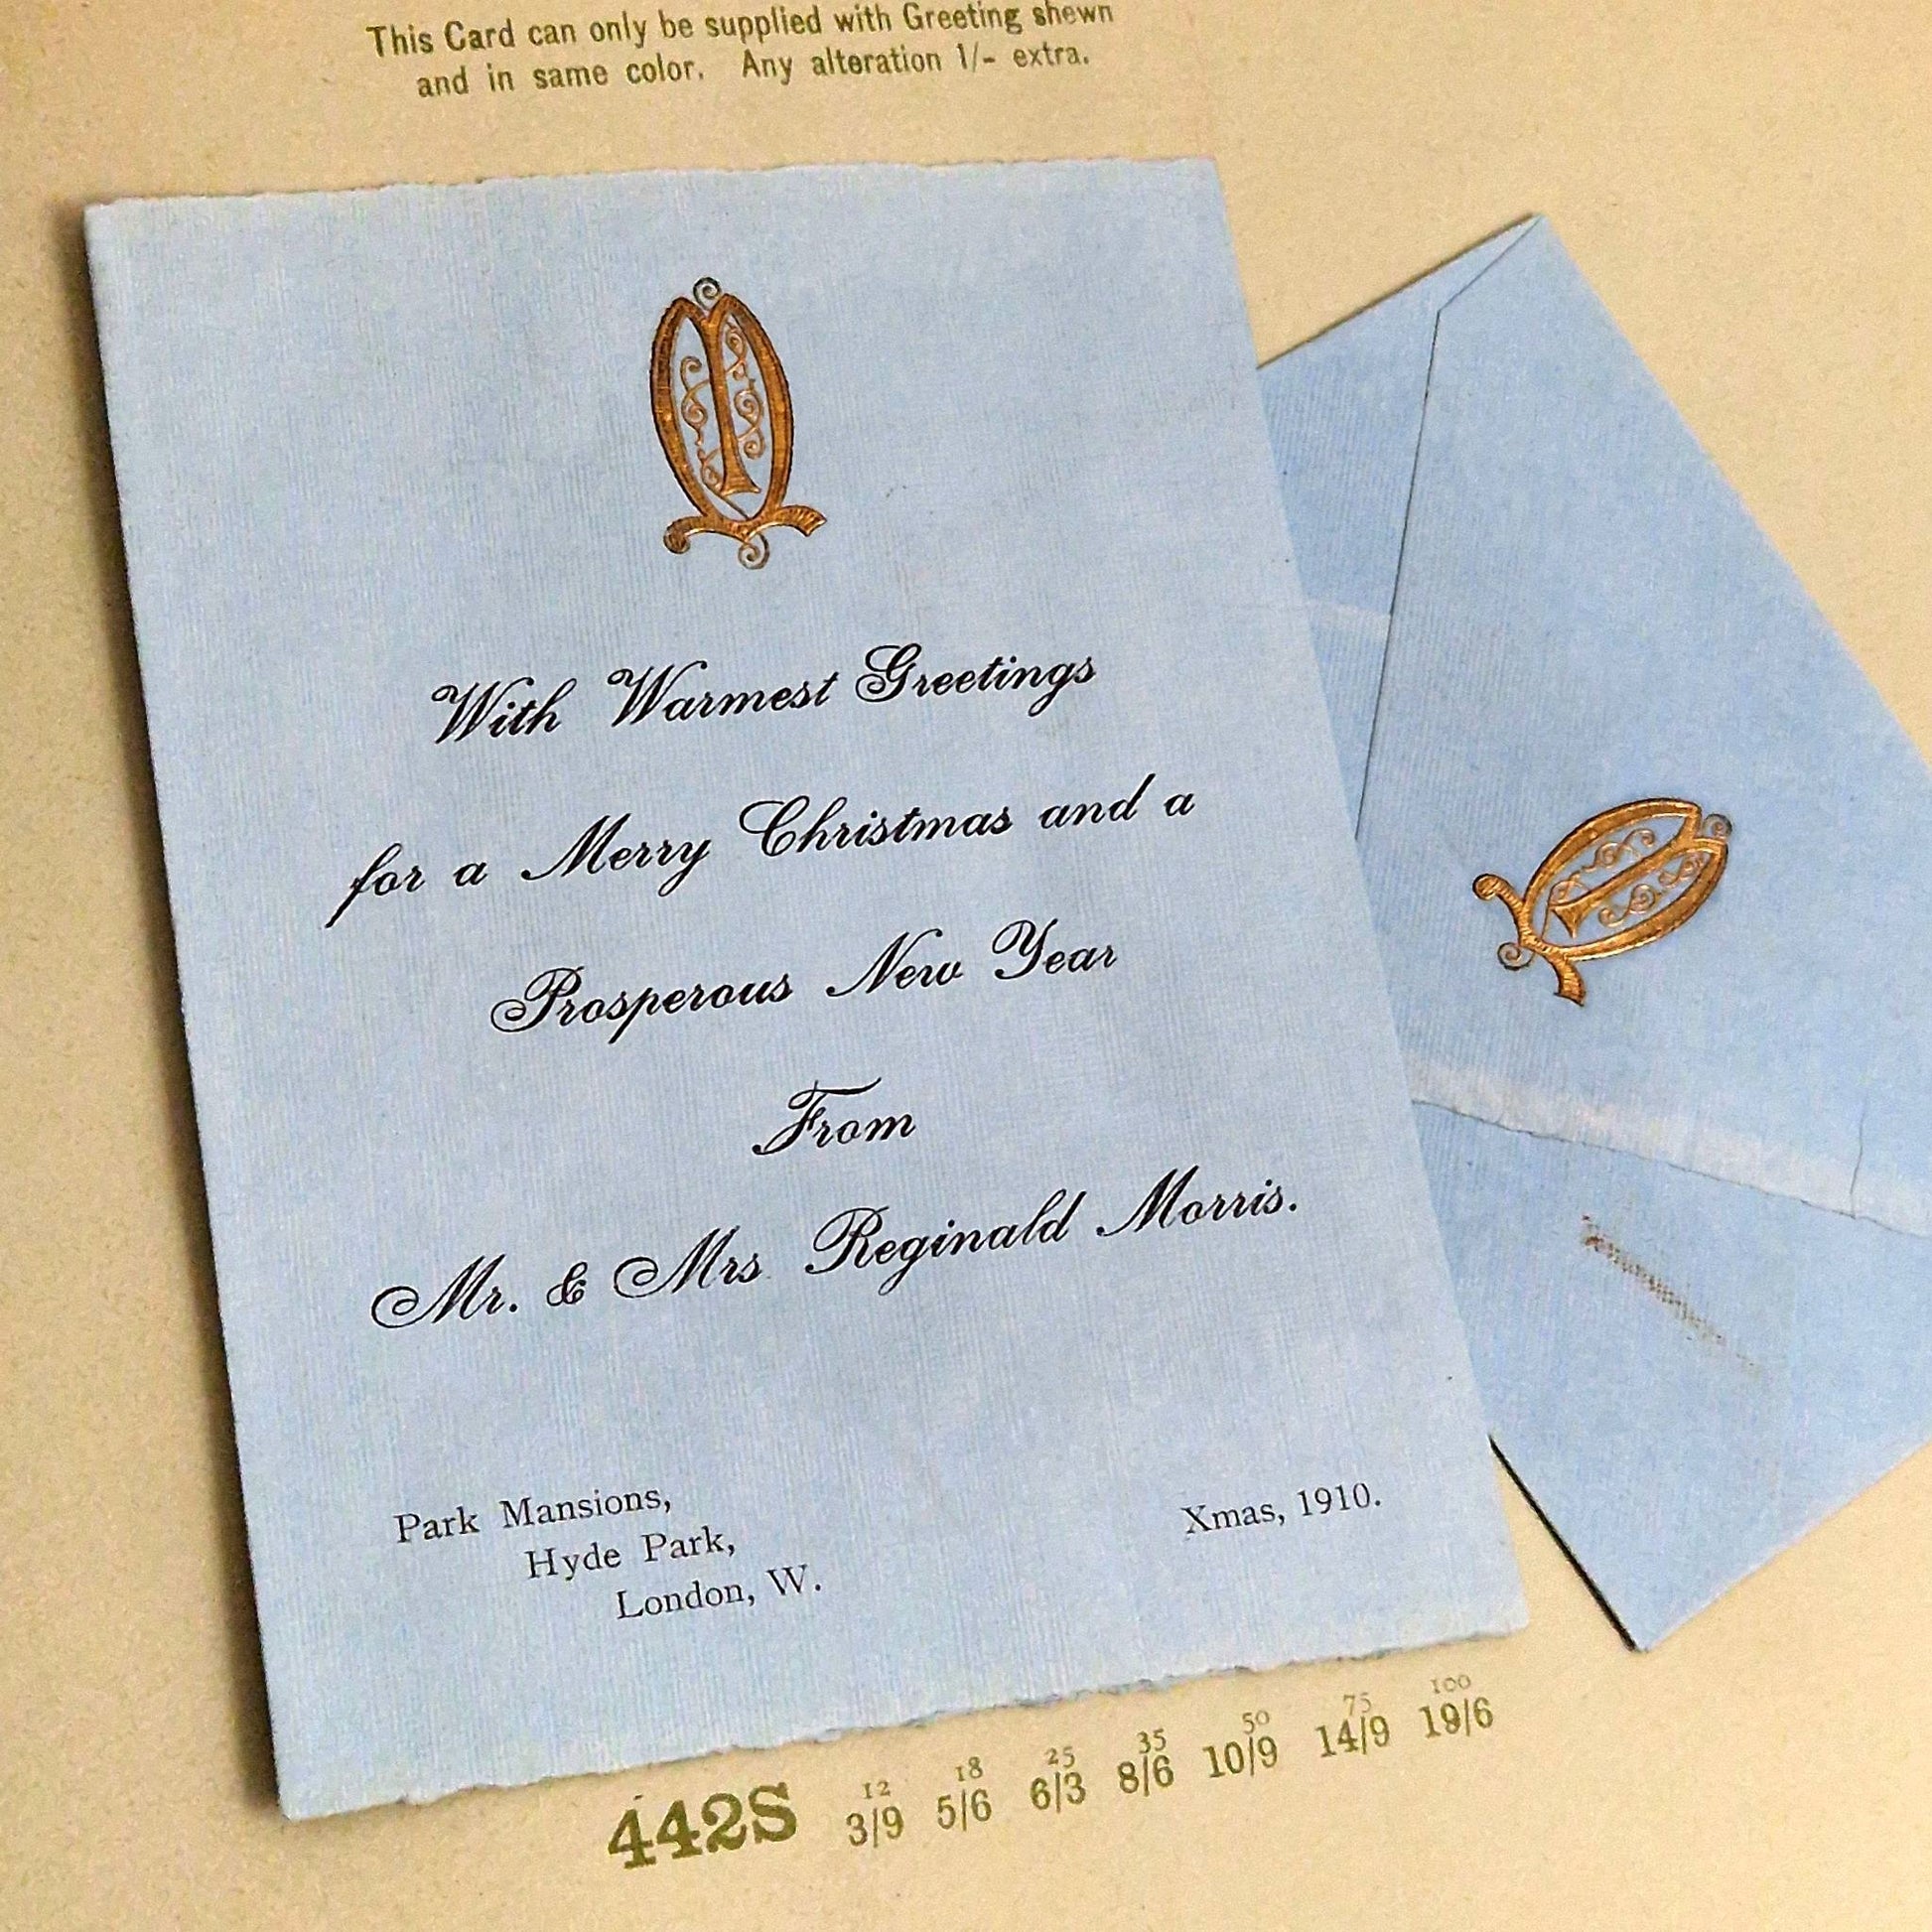 This Card can only be supplied with Greeting shewn
and in same color. Any alteration 1/- extra.
With Warmest Greetings
for a Merry Christmas and a
Prosperous New Year
From
Mr. & Mrs Reginald Morris.
Park Mansions,
Hyde Park,
London, W.
Xmas, 1910.
12 18 25 35 50 75 100
442S 3/9 5/6 6/3 8/6 10/9 14/9 19/6